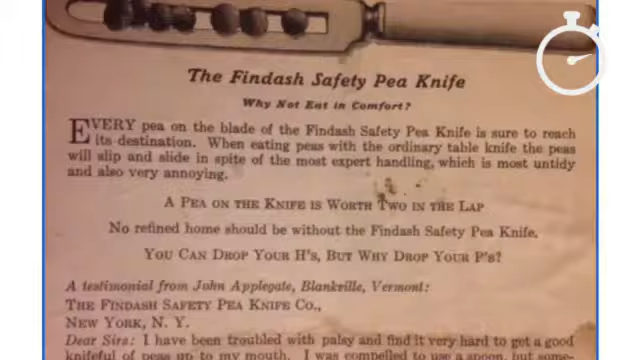 The Findash Safety Pea Knife
Why Not Eat in Comfort?
EVERY pea on the blade of the Findash Safety Pea Knife is sure to reach
its destination. When eating peas with the ordinary table knife the peas
will slip and slide in spite of the most expert handling, which is most untidy
and also very annoying.
A PEA ON THE KNIFE IS WORTH TWO IN THE LAP
No refined home should be without the Findash Safety Pea Knife.
YOU CAN DROP YOUR H'S, BUT WHY DROP YOUR P'S?
A testimonial from John Applegate, Blankville, Vermont:
THE FINDASH SAFETY PEA KNIFE CO.,
NEW YORK, N. Y.
Dear Sirs: I have been troubled with palsy and find it very hard to get a good
knifeful of peas up to my mouth. I was compelled to use a spoon, but some